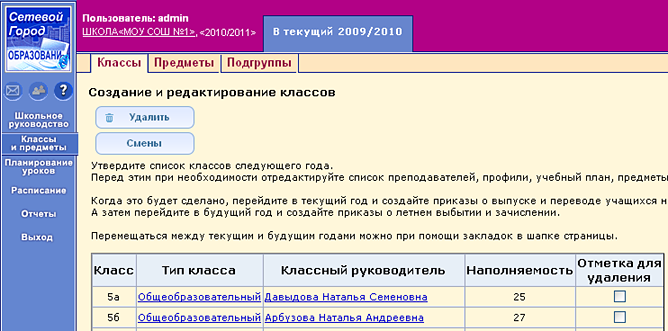 Сетевой
Город
ОБРАЗОВАНИ
Пользователь: admin
ШКОЛА«МОУ СОШ №1», <2010/2011>
В текущий 2009/2010
Классы Предметы Подгруппы
Школьное
руководство
Классы
и предметы
Планирование
уроков
Расписание
Отчеты
Выход
Создание и редактирование классов
Удалить
Смены
Утвердите список классов следующего года.
Перед этим при необходимости отредактируйте список преподавателей, профили, учебный план, предметы
Когда это будет сделано, перейдите в текущий год и создайте приказы о выпуске и переводе учащихся н
А затем перейдите в будущий год и создайте приказы о летнем выбытии и зачислении.
Перемещаться между текущим и будущим годами можно при помощи закладок в шапке страницы.
Класс Тип класса Классный руководитель Наполняемость Отметка для
удаления
5а Общеобразовательный Давыдова Наталья Семеновна 25
5б Общеобразовательный Арбузова Наталья Андреевна 27